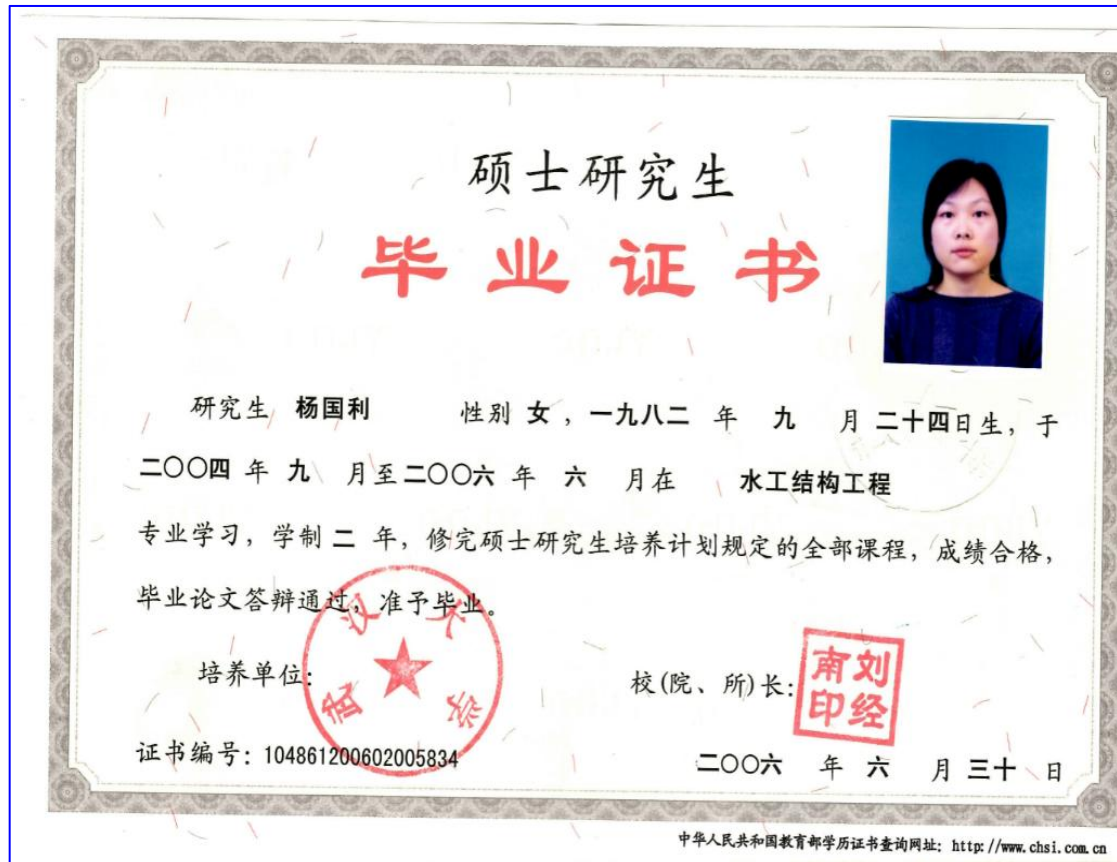 硕士研究生
毕业证书
研究生 杨国利 性别 女，一九八二 年 九 月 二十四日生，于
二〇〇四 年 九 月至二〇〇六 年 六 月在 水工结构工程
专业学习，学制 二 年，修完硕士研究生培养计划规定的全部课程，成绩合格，
毕业论文答辩通过，准予毕业。
培养单位：
武汉大学
校(院、所)长：
刘经南印
证书编号：104861200602005834
二〇〇六 年 六 月 三十 日
中华人民共和国教育部学历证书查询网址：http://www.chsi.com.cn